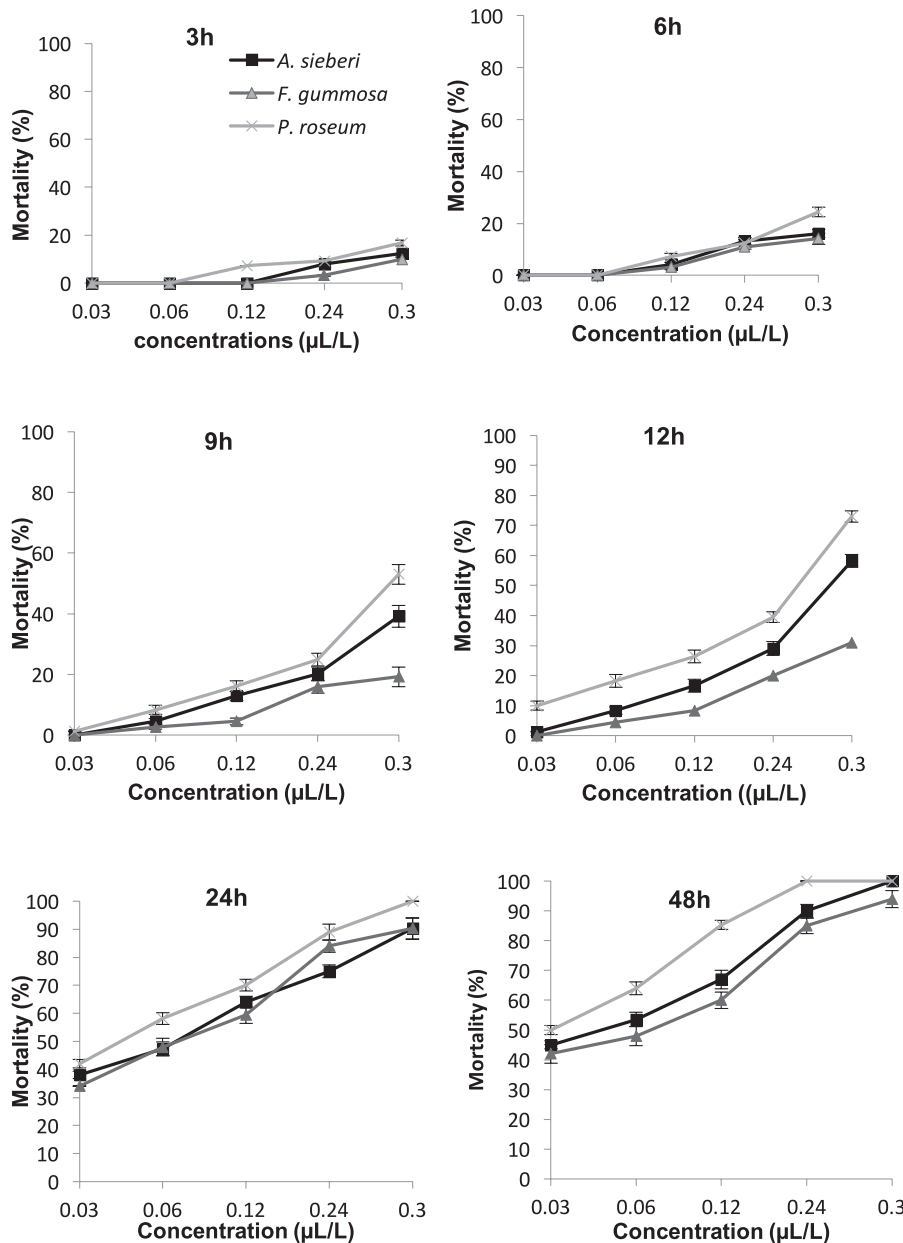 3h
A. sieberi
F. gummosa
P. roseum
Mortality (%)
100
80
60
40
20
0
0.03 0.06 0.12 0.24 0.3
concentrations (µL/L)
6h
Mortality (%)
100
80
60
40
20
0
0.03 0.06 0.12 0.24 0.3
Concentration (µL/L)
9h
Mortality (%)
100
80
60
40
20
0
0.03 0.06 0.12 0.24 0.3
Concentration (µL/L)
12h
Mortality (%)
100
90
80
70
60
50
40
30
20
10
0
0.03 0.06 0.12 0.24 0.3
Concentration ((µL/L)
24h
Mortality (%)
100
90
80
70
60
50
40
30
20
10
0
0.03 0.06 0.12 0.24 0.3
Concentration (µL/L)
48h
Mortality (%)
100
90
80
70
60
50
40
30
20
10
0
0.03 0.06 0.12 0.24 0.3
Concentration (µL/L)